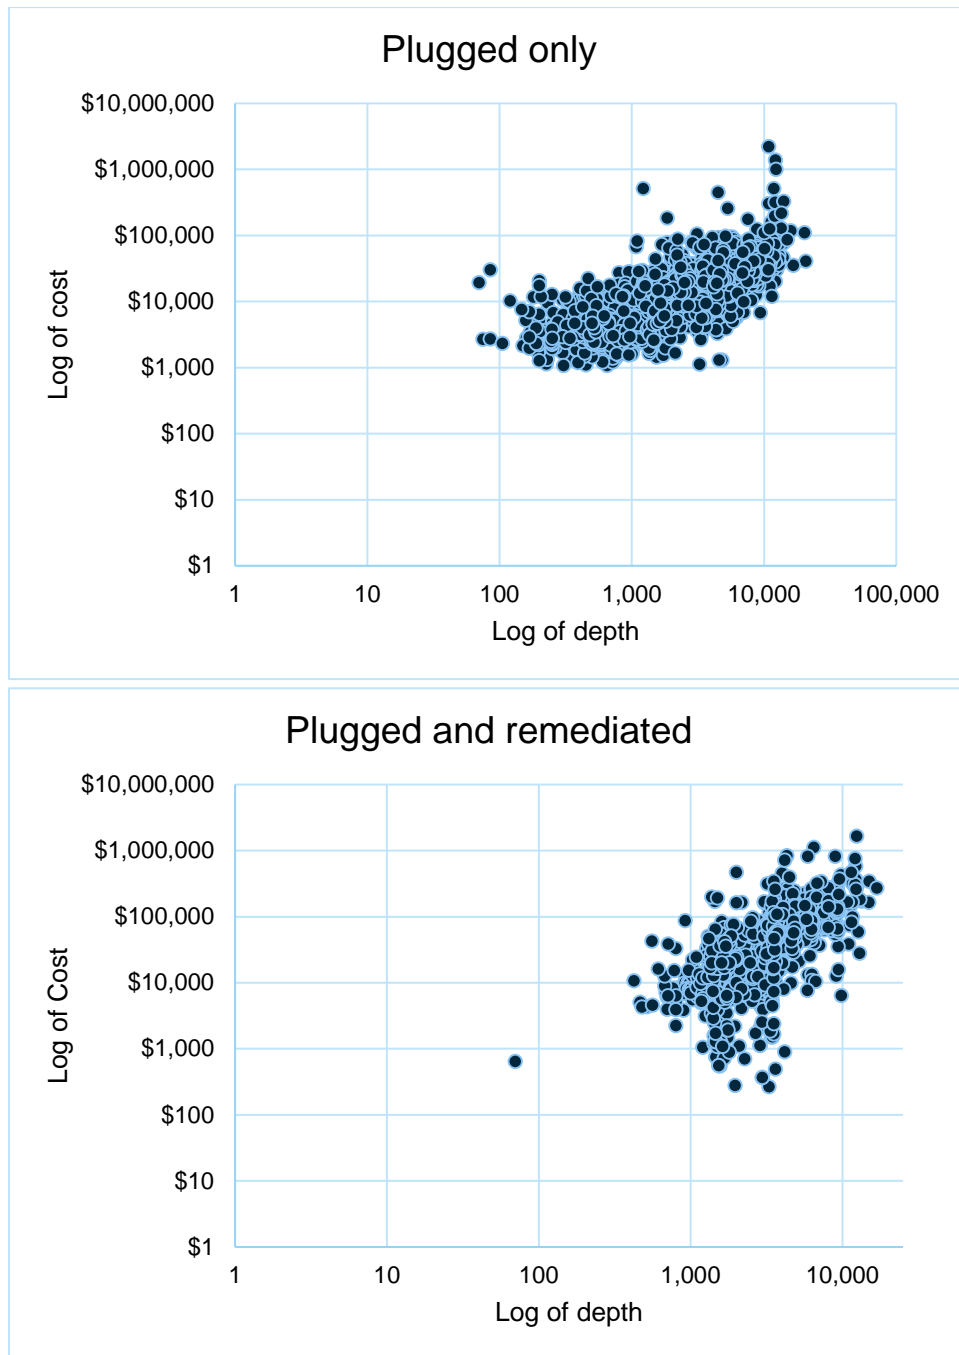 Plugged only
$10,000,000
$1,000,000
$100,000
$10,000
$1,000
$100
$10
$1
Log of cost
1 10 100 1,000 10,000 100,000
Log of depth
Plugged and remediated
$10,000,000
$1,000,000
$100,000
$10,000
$1,000
$100
$10
$1
Log of Cost
1 10 100 1,000 10,000
Log of depth